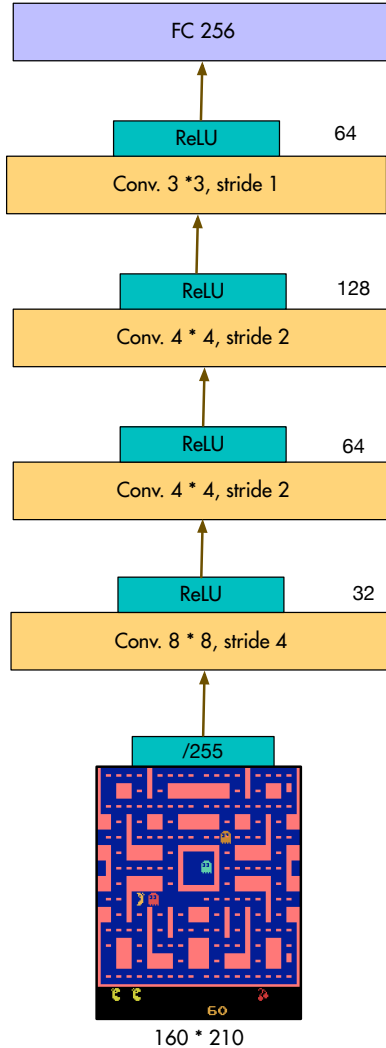 FC 256
ReLU
64
Conv. 3 *3, stride 1
ReLU
128
Conv. 4 * 4, stride 2
ReLU
64
Conv. 4 * 4, stride 2
ReLU
32
Conv. 8 * 8, stride 4
/255
60
160 * 210